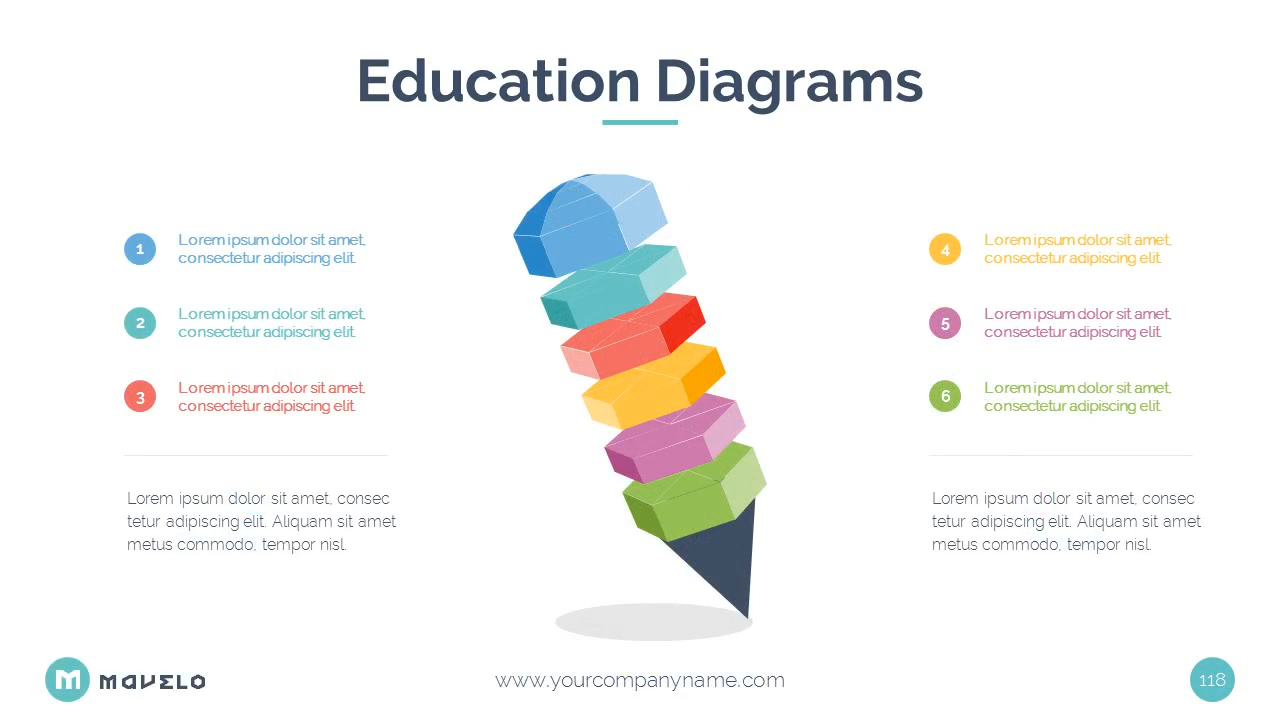 Education Diagrams
1
Lorem ipsum dolor sit amet,
consectetur adipiscing elit.
2
Lorem ipsum dolor sit amet,
consectetur adipiscing elit.
3
Lorem ipsum dolor sit amet,
consectetur adipiscing elit.
Lorem ipsum dolor sit amet, consec
tetur adipiscing elit. Aliquam sit amet
metus commodo, tempor nisl.
4
Lorem ipsum dolor sit amet,
consectetur adipiscing elit.
5
Lorem ipsum dolor sit amet,
consectetur adipiscing elit.
6
Lorem ipsum dolor sit amet,
consectetur adipiscing elit.
Lorem ipsum dolor sit amet, consec
tetur adipiscing elit. Aliquam sit amet
metus commodo, tempor nisl.
M MAVELO
www.yourcompanyname.com
118